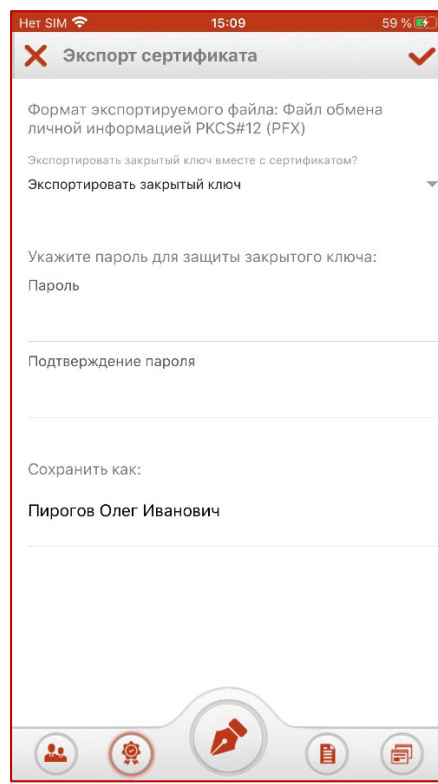 Нет SIM 15:09 59 %
Экспорт сертификата
Формат экспортируемого файла: Файл обмена
личной информацией PKCS#12 (PFX)
Экспортировать закрытый ключ вместе с сертификатом?
Экспортировать закрытый ключ
Укажите пароль для защиты закрытого ключа:
Пароль
Подтверждение пароля
Сохранить как:
Пирогов Олег Иванович